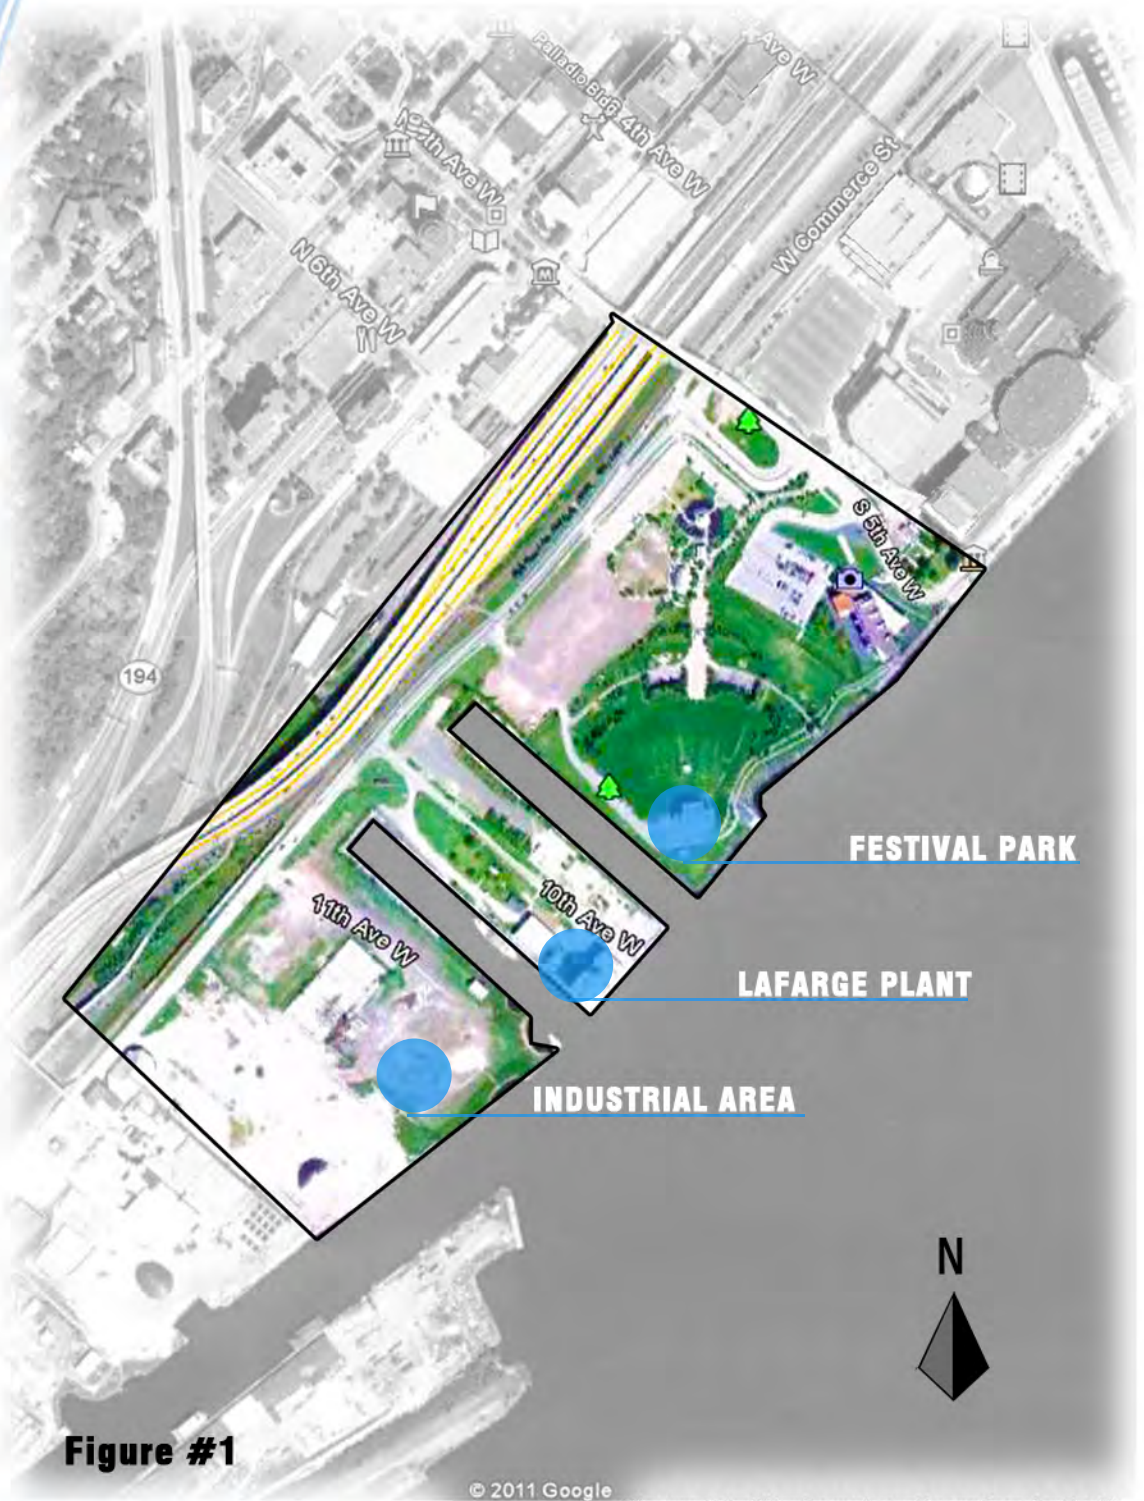 Palladio Bldg
4th Ave W
Ave W
W Commerce St
N 6th Ave W
S 5th Ave W
194
FESTIVAL PARK
10th Ave W
11th Ave W
LAFARGE PLANT
INDUSTRIAL AREA
N
Figure #1
© 2011 Google